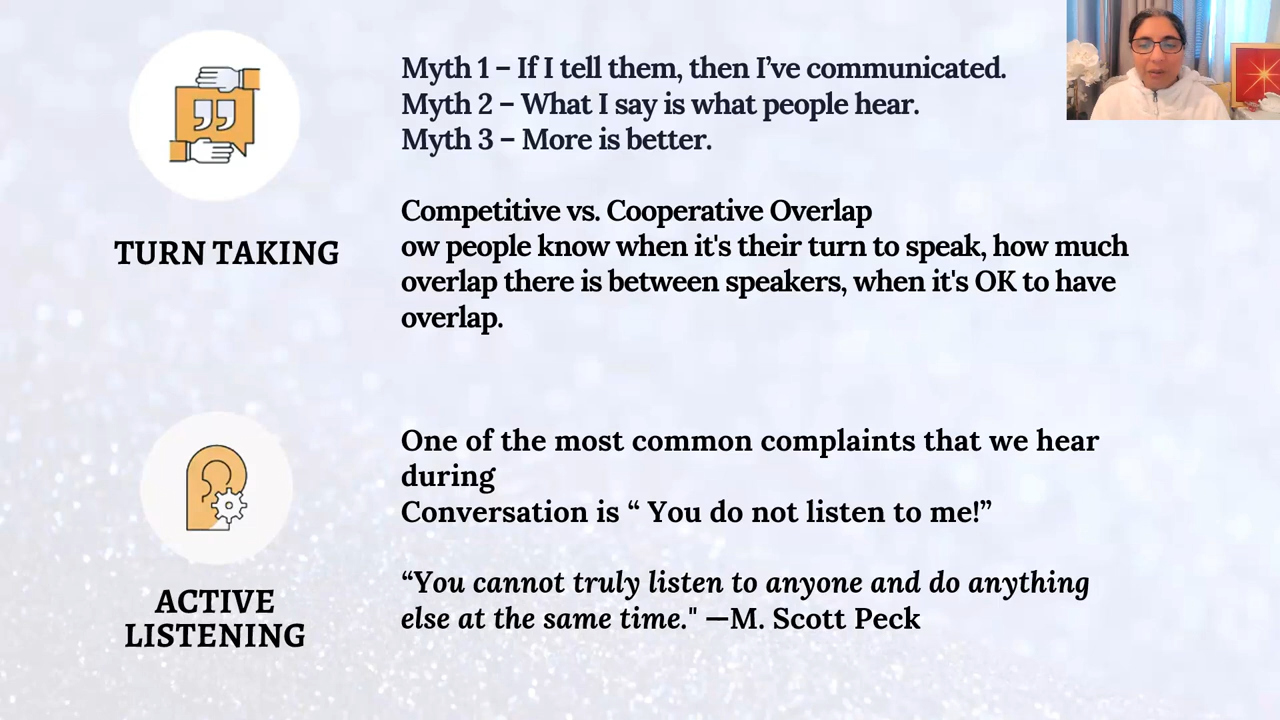 Myth 1 – If I tell them, then I’ve communicated.
Myth 2 – What I say is what people hear.
Myth 3 – More is better.
TURN TAKING
Competitive vs. Cooperative Overlap
ow people know when it's their turn to speak, how much
overlap there is between speakers, when it's OK to have
overlap.
One of the most common complaints that we hear
during
Conversation is “ You do not listen to me!”
“You cannot truly listen to anyone and do anything
else at the same time." —M. Scott Peck
ACTIVE
LISTENING